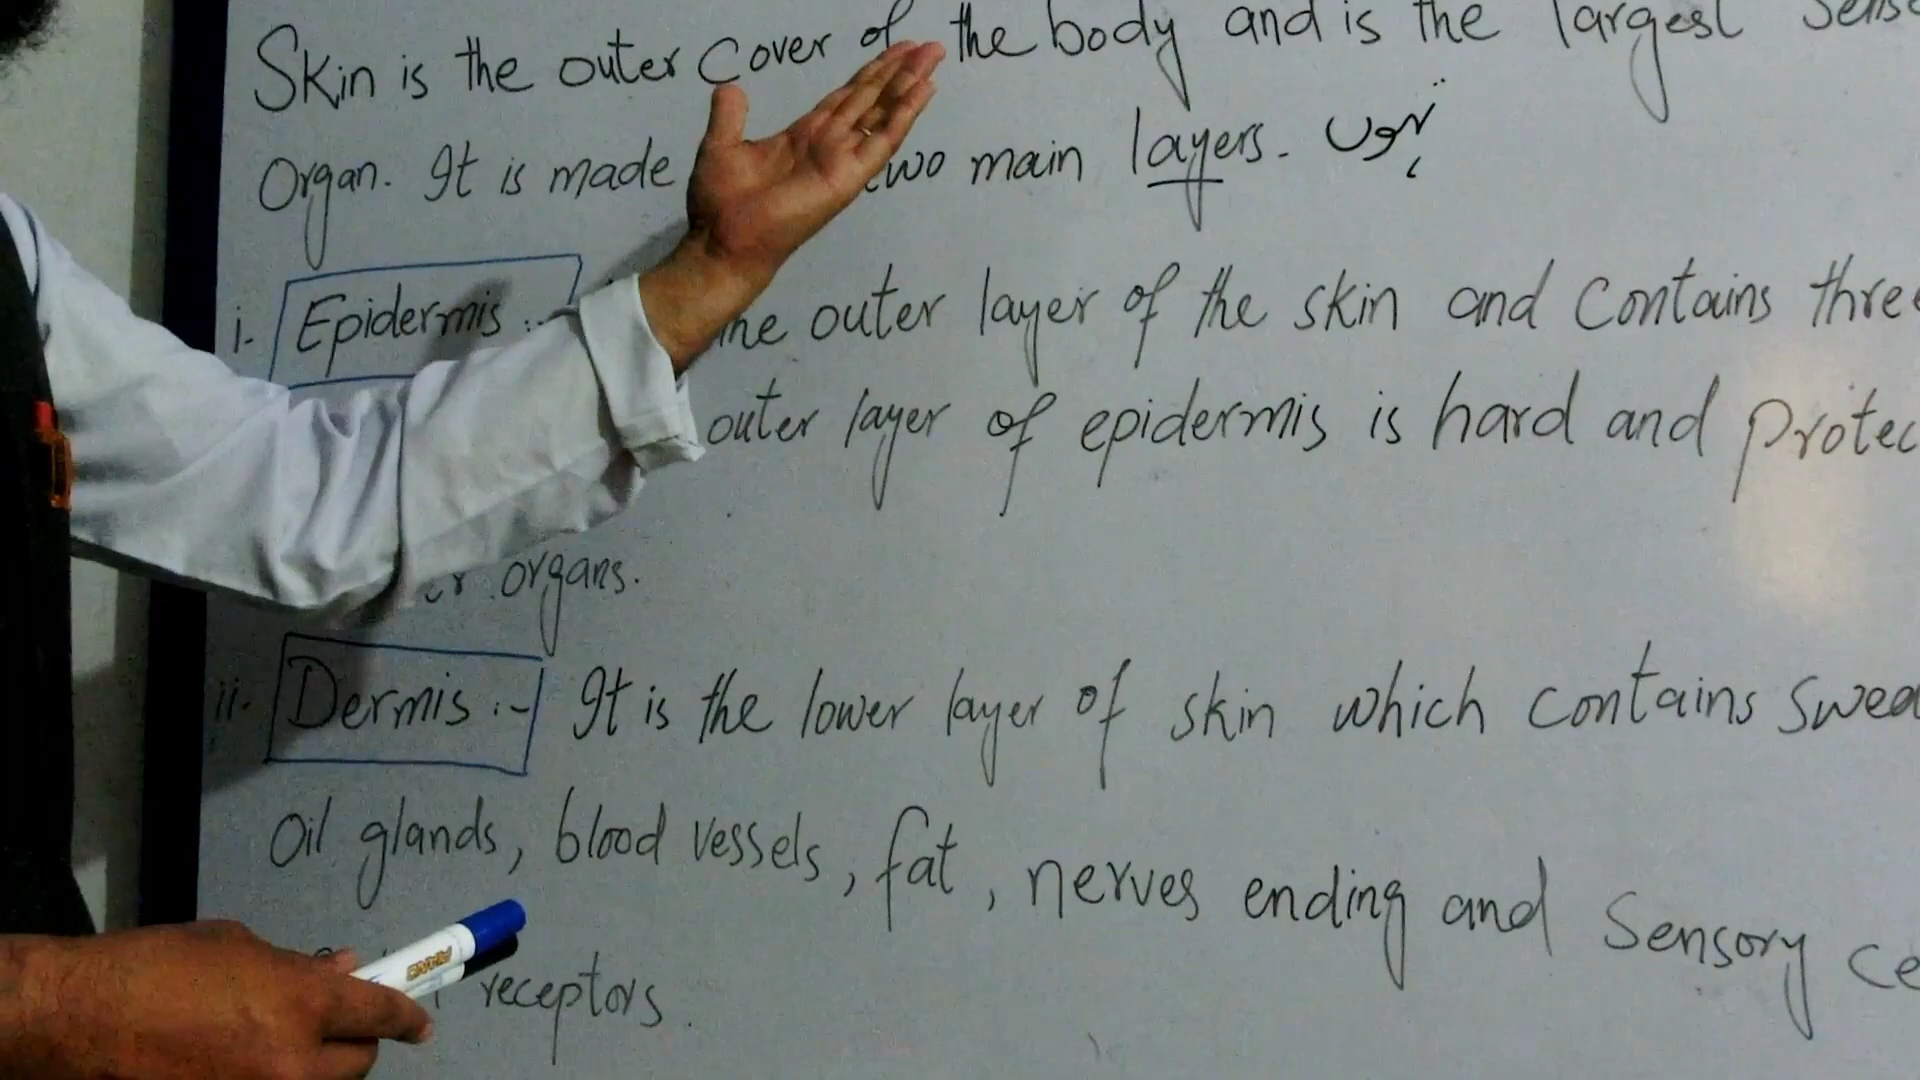 Skin is the outer cover of the body and is the largest Sens
Organ. It is made two main layers. تہوں
i. Epidermis :- outer layer of the skin and contains three
outer layer of epidermis is hard and protec
organs.
ii. Dermis :- It is the lower layer of skin which contains swea
oil glands, blood vessels, fat, nerves ending and Sensory ce
receptors.